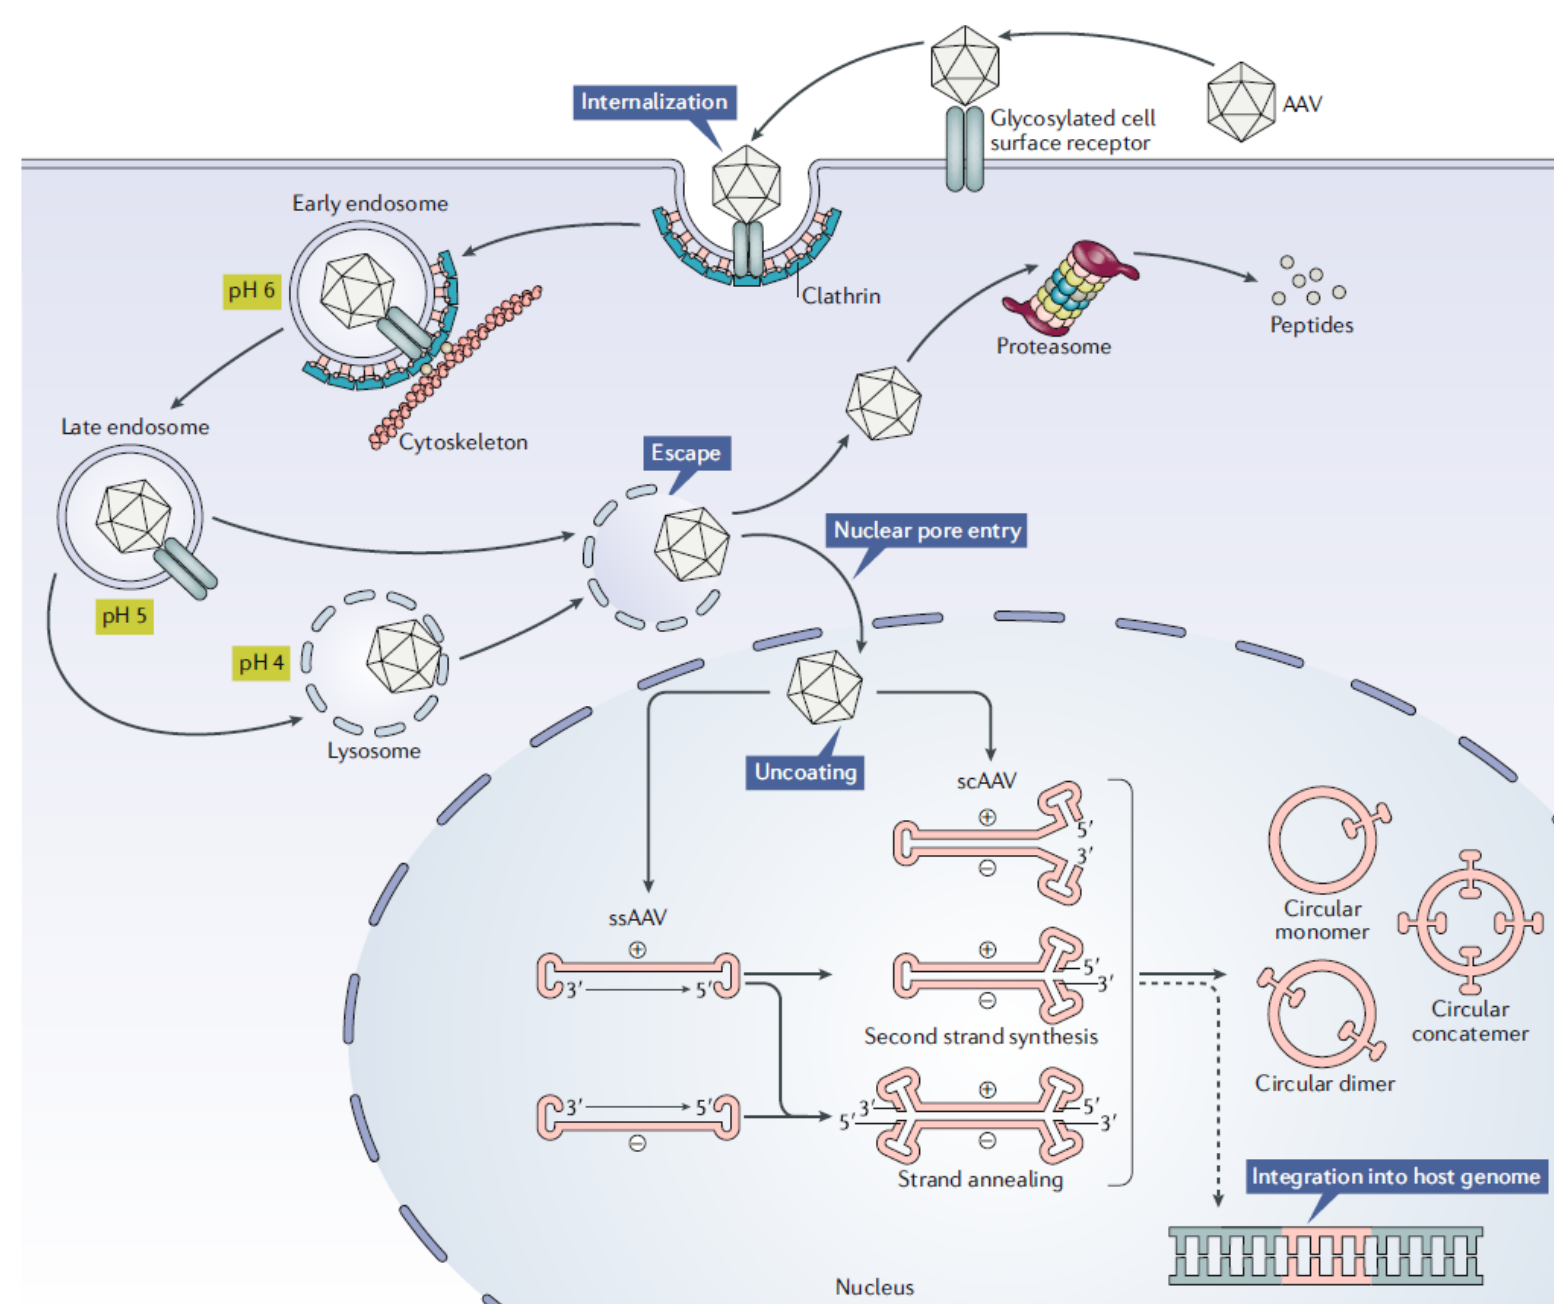 AAV
Glycosylated cell
surface receptor
Internalization
Early endosome
pH 6
Clathrin
Proteasome
Peptides
Cytoskeleton
Late endosome
pH 5
Escape
Nuclear pore entry
pH 4
Lysosome
Uncoating
scAAV
+
5′
3′
−
ssAAV
+
3′ 5′
+
5′
3′
−
Second strand synthesis
3′ 5′
−
+
3′ 5′
5′ 3′
−
Strand annealing
Circular
monomer
Circular
concatemer
Circular dimer
Integration into host genome
Nucleus